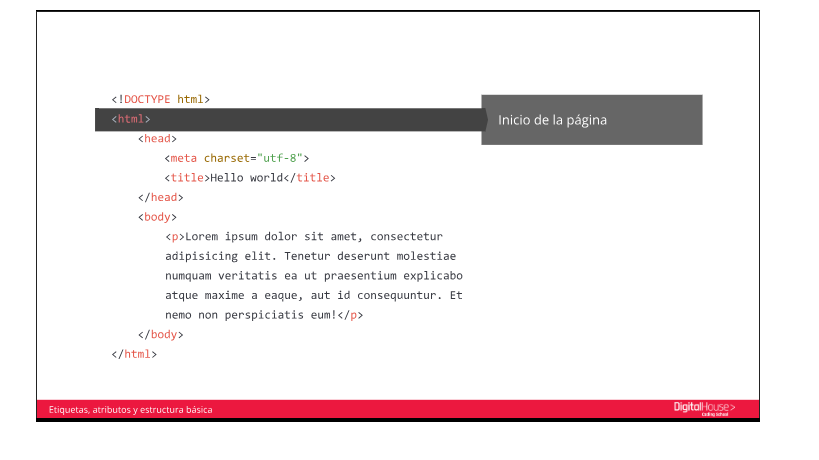 <!DOCTYPE html>
<html>
Inicio de la página
<head>
<meta charset="utf-8">
<title>Hello world</title>
</head>
<body>
<p>Lorem ipsum dolor sit amet, consectetur
adipisicing elit. Tenetur deserunt molestiae
numquam veritatis ea ut praesentium explicabo
atque maxime a eaque, aut id consequuntur. Et
nemo non perspiciatis eum!</p>
</body>
</html>
Etiquetas, atributos y estructura básica
DigitalHouse>
Coding School